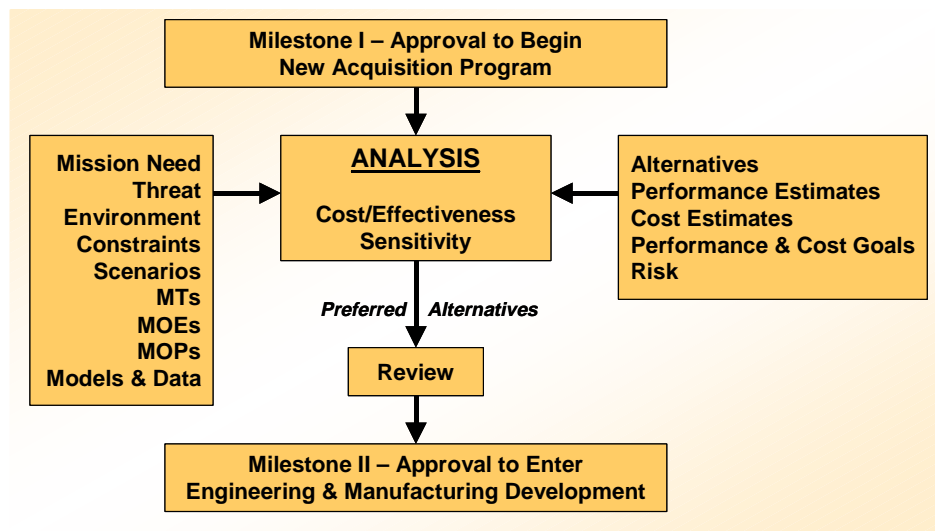 Milestone I – Approval to Begin
New Acquisition Program
Mission Need
Threat
Environment
Constraints
Scenarios
MTs
MOEs
MOPs
Models & Data
ANALYSIS
Cost/Effectiveness
Sensitivity
Alternatives
Performance Estimates
Cost Estimates
Performance & Cost Goals
Risk
Preferred Alternatives
Review
Milestone II – Approval to Enter
Engineering & Manufacturing Development